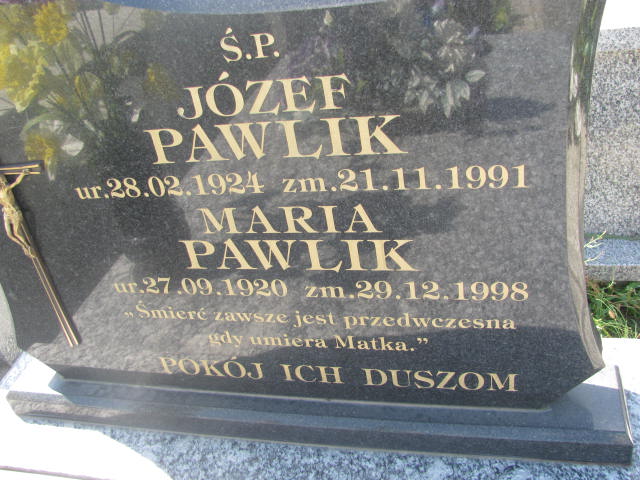 Ś.P.
JÓZEF
PAWLIK
ur.28.02.1924 zm.21.11.1991
MARIA
PAWLIK
ur.27.09.1920 zm.29.12.1998
„Śmierć zawsze jest przedwczesna
gdy umiera Matka.”
POKÓJ ICH DUSZOM